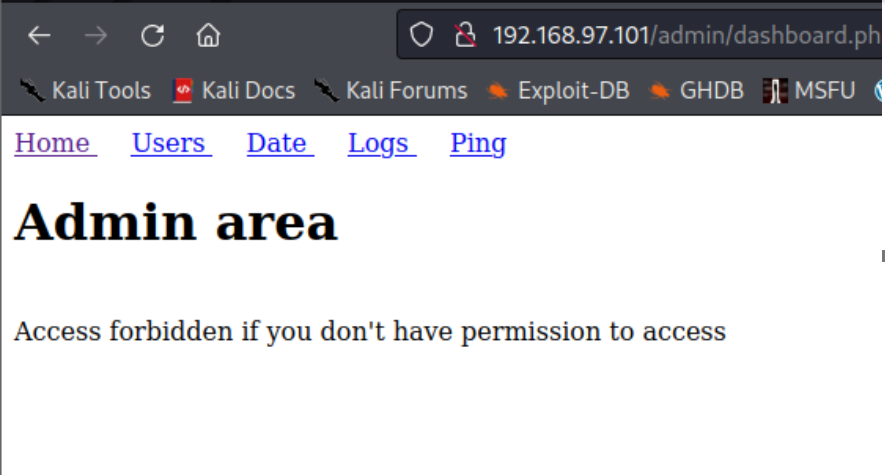 192.168.97.101/admin/dashboard.ph
Kali Tools Kali Docs Kali Forums Exploit-DB GHDB MSFU
Home Users Date Logs Ping
Admin area
Access forbidden if you don't have permission to access